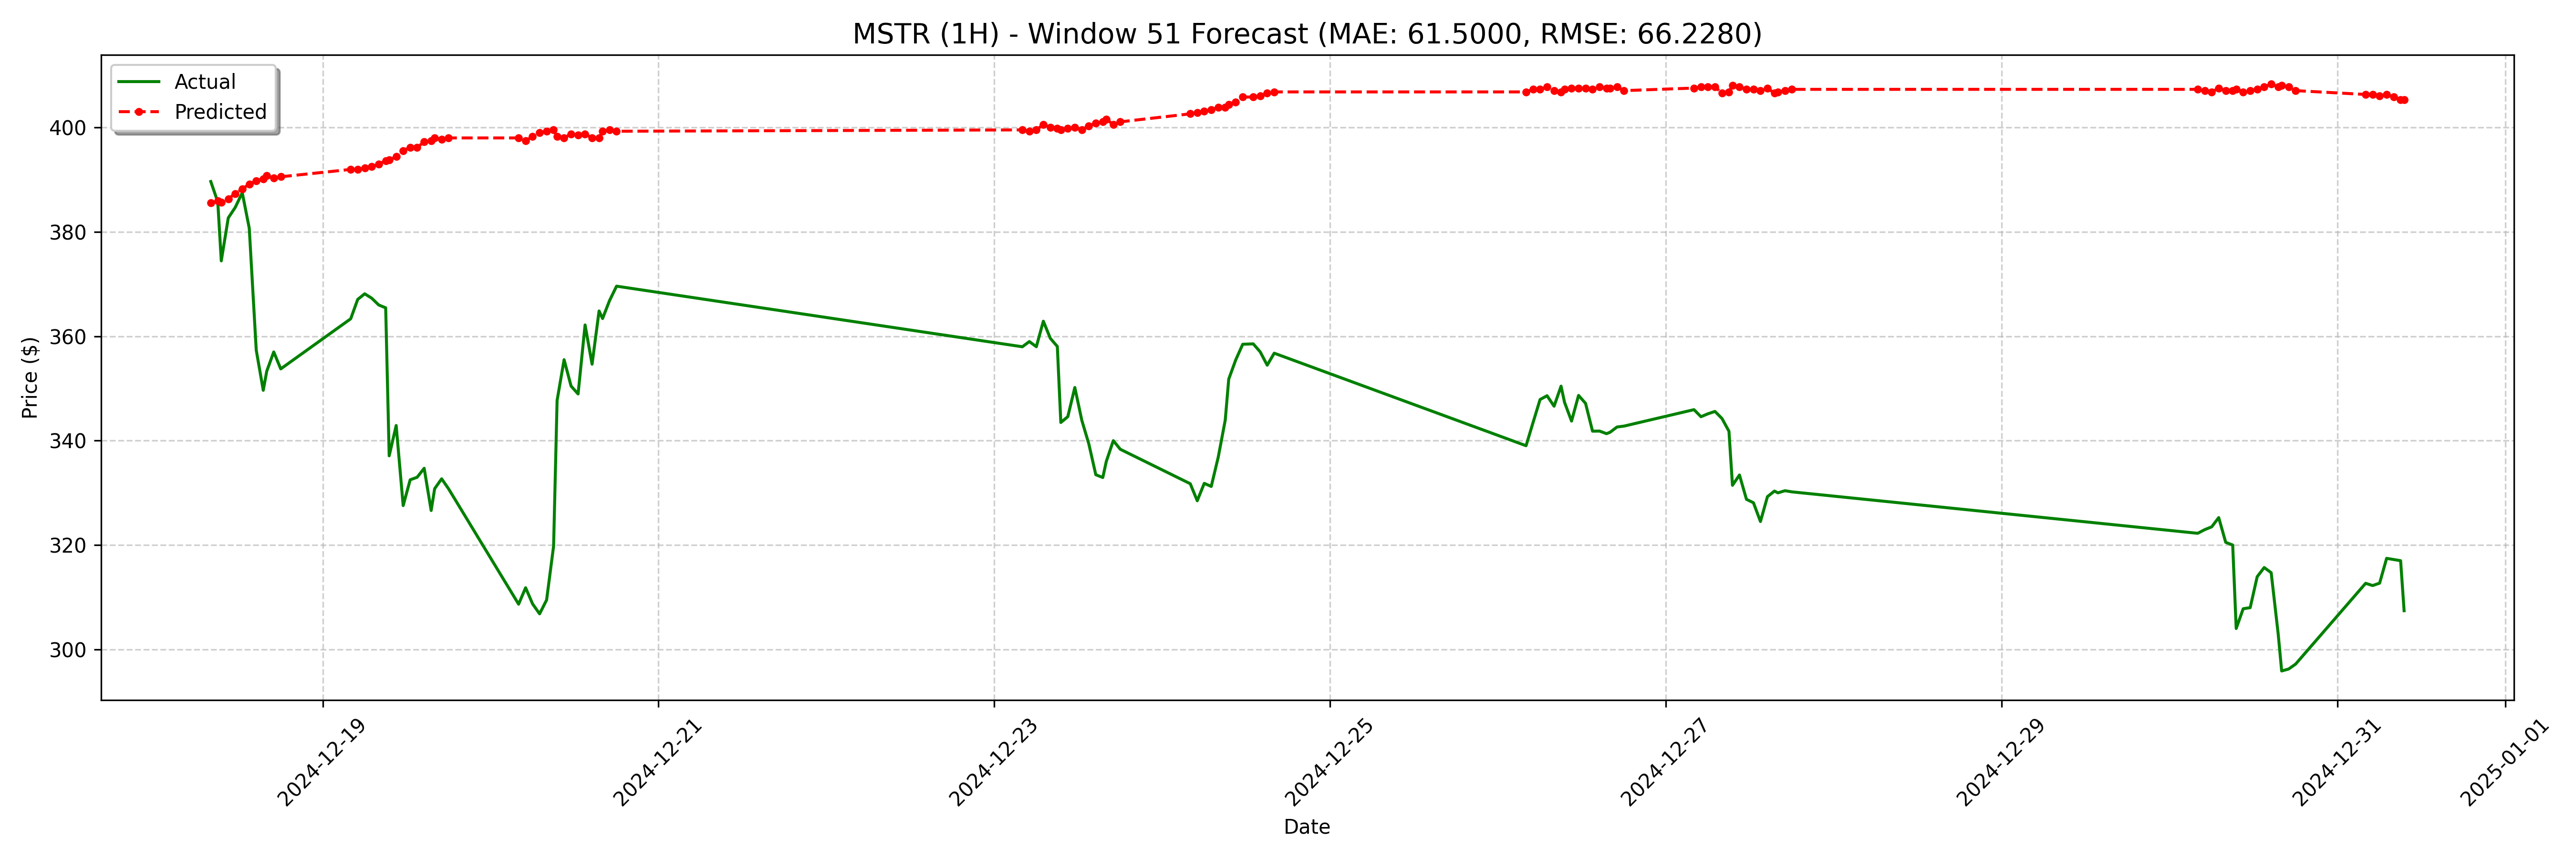 MSTR (1H) - Window 51 Forecast (MAE: 61.5000, RMSE: 66.2280)
Actual
Predicted
Price ($)
400
380
360
340
320
300
2024-12-19
2024-12-21
2024-12-23
2024-12-25
2024-12-27
2024-12-29
2024-12-31
2025-01-01
Date